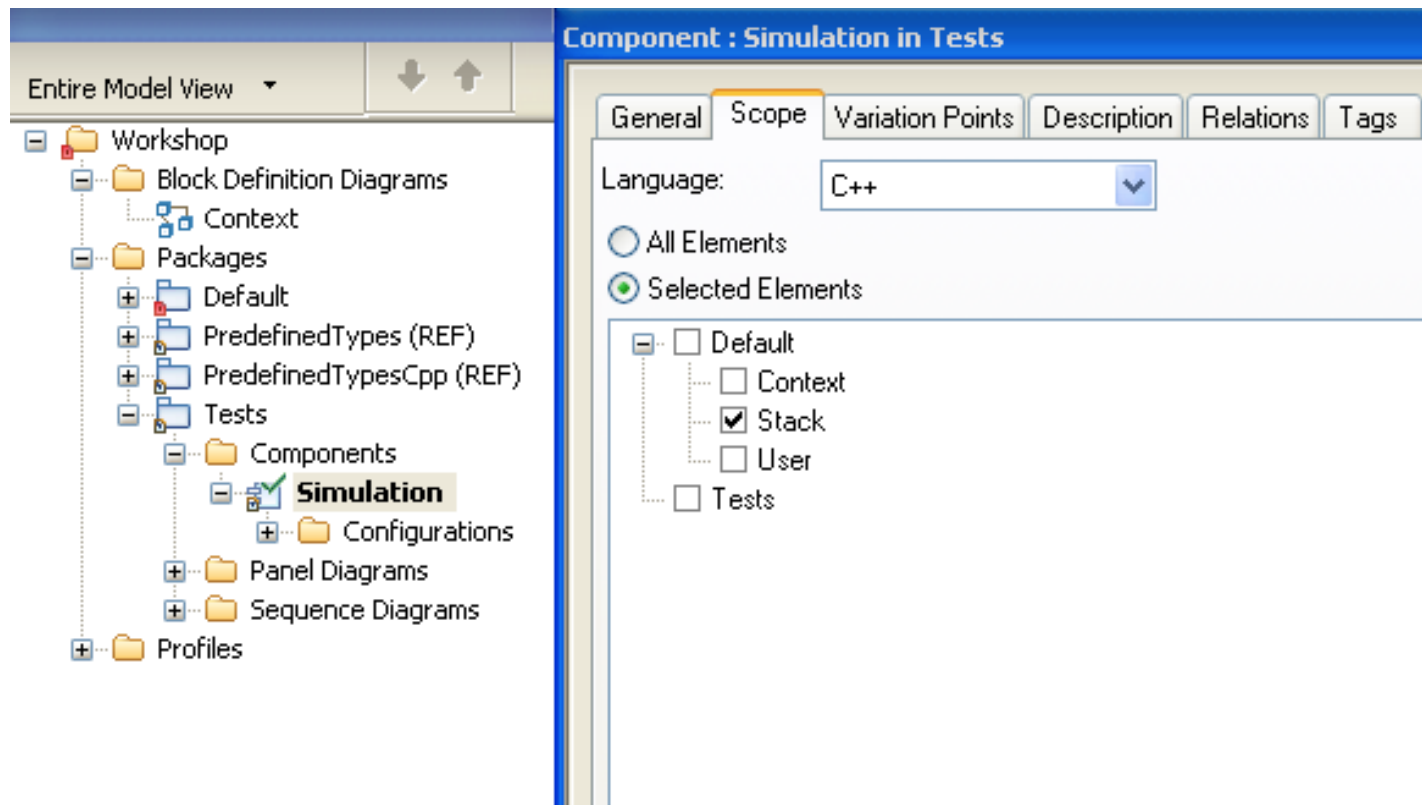 Entire Model View
Workshop
Block Definition Diagrams
Context
Packages
Default
PredefinedTypes (REF)
PredefinedTypesCpp (REF)
Tests
Components
Simulation
Configurations
Panel Diagrams
Sequence Diagrams
Profiles
Component : Simulation in Tests
General Scope Variation Points Description Relations Tags
Language: C++
All Elements
Selected Elements
Default
Context
Stack
User
Tests